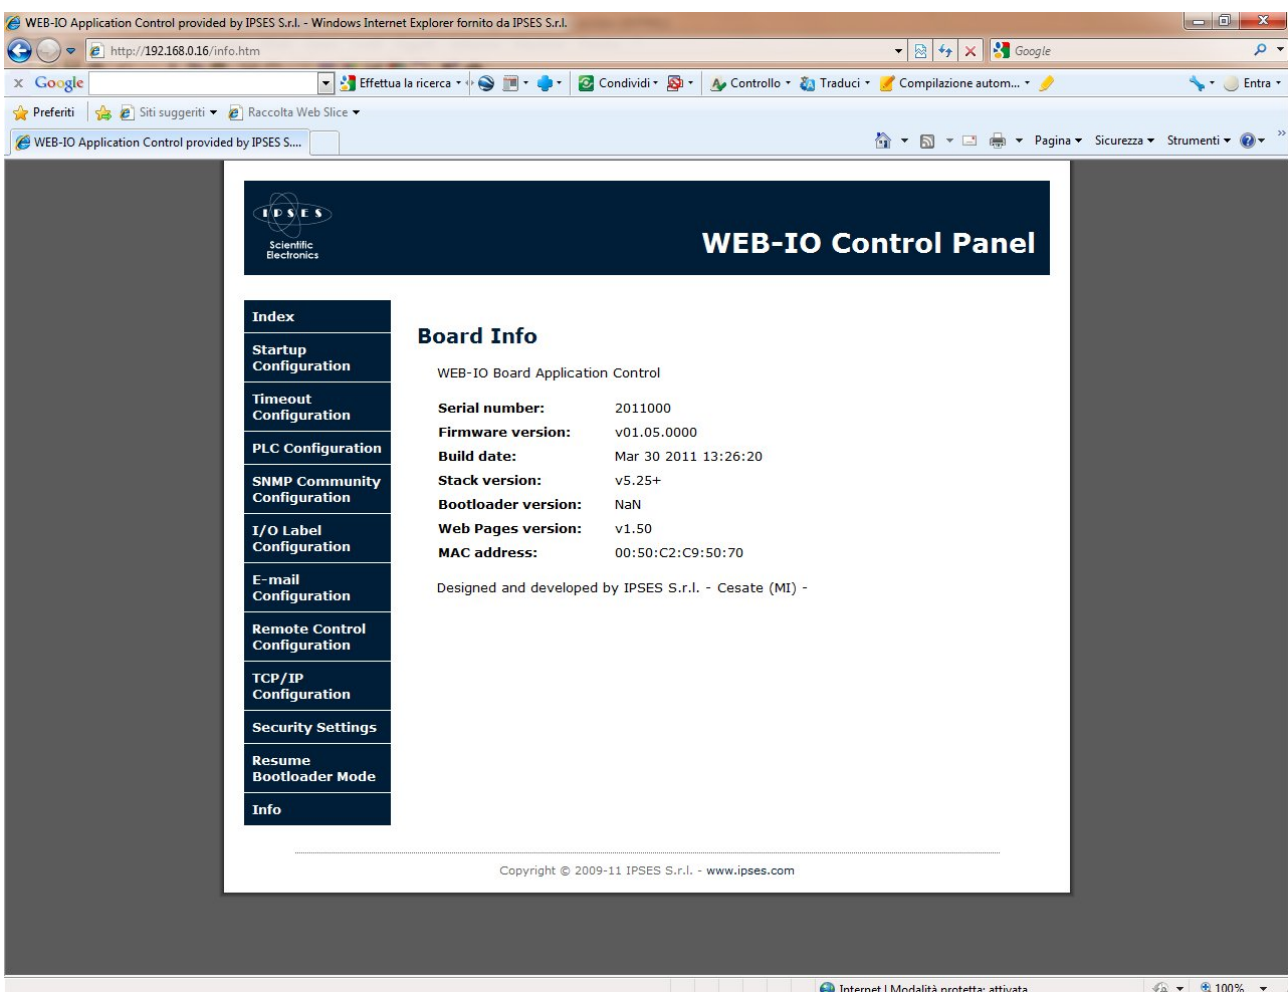 WEB-IO Application Control provided by IPSES S.r.l. - Windows Internet Explorer fornito da IPSES S.r.l.
http://192.168.0.16/info.htm
Google
x Google
Effettua la ricerca
Condividi
Controllo
Traduci
Compilazione autom...
Entra
Preferiti
Siti suggeriti
Raccolta Web Slice
WEB-IO Application Control provided by IPSES S....
Pagina
Sicurezza
Strumenti
IPSES
Scientific
Electronics
WEB-IO Control Panel
Index
Startup
Configuration
Timeout
Configuration
PLC Configuration
SNMP Community
Configuration
I/O Label
Configuration
E-mail
Configuration
Remote Control
Configuration
TCP/IP
Configuration
Security Settings
Resume
Bootloader Mode
Info
Board Info
WEB-IO Board Application Control
Serial number: 2011000
Firmware version: v01.05.0000
Build date: Mar 30 2011 13:26:20
Stack version: v5.25+
Bootloader version: NaN
Web Pages version: v1.50
MAC address: 00:50:C2:C9:50:70
Designed and developed by IPSES S.r.l. - Cesate (MI) -
Copyright © 2009-11 IPSES S.r.l. - www.ipses.com
Internet | Modalità protetta: attivata
100%